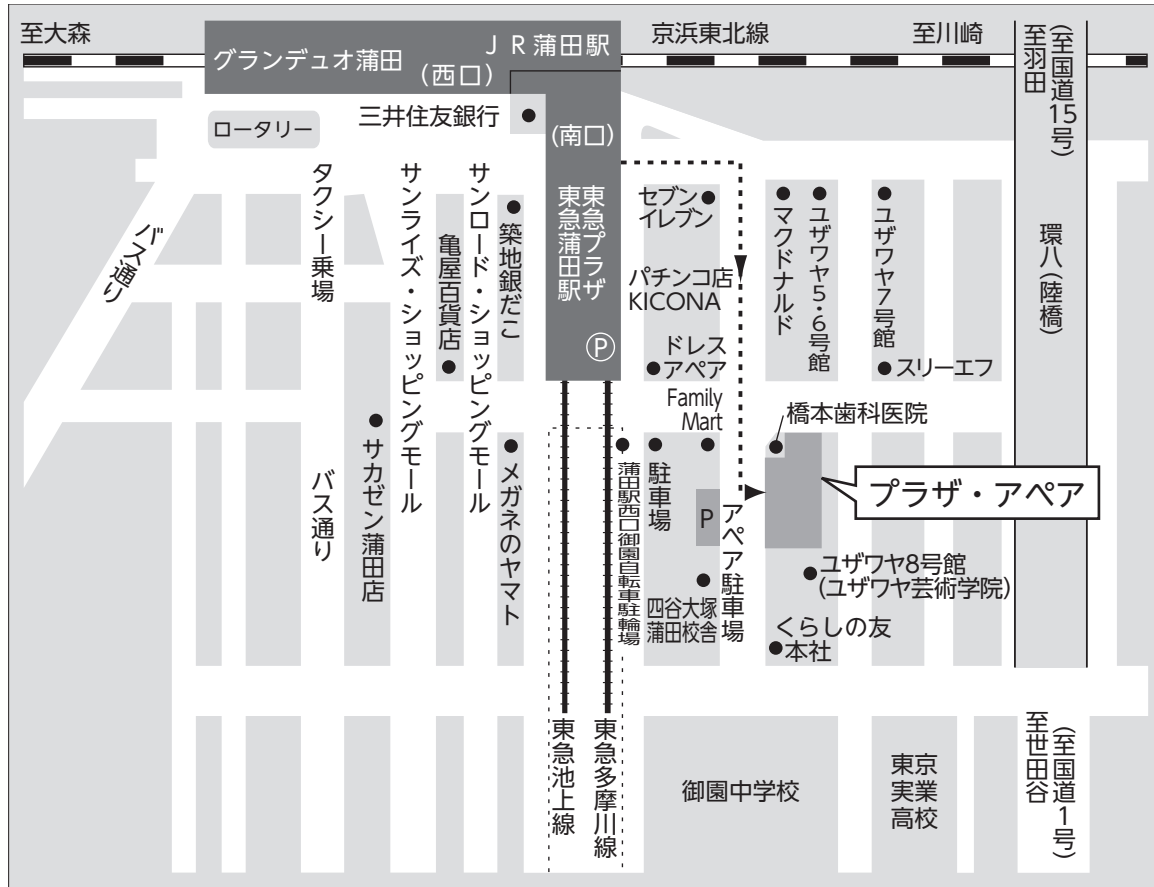 至大森
グランデュオ蒲田
JR蒲田駅
(西口)
京浜東北線
至川崎
至羽田
(至国道15号)
ロータリー
三井住友銀行
(南口)
東急プラザ
東急蒲田駅
P
バス通り
タクシー乗場
サンライズ・ショッピングモール
亀屋百貨店
サンロード・ショッピングモール
築地銀だこ
セブン
イレブン
パチンコ店
KICONA
ドレス
アペア
Family
Mart
マクドナルド
ユザワヤ5・6号館
ユザワヤ7号館
スリーエフ
環八(陸橋)
橋本歯科医院
プラザ・アペア
バス通り
サカゼン蒲田店
メガネのヤマト
蒲田駅西口御園自転車駐輪場
駐車場
P
アペア駐車場
四谷大塚
蒲田校舎
ユザワヤ8号館
(ユザワヤ芸術学院)
くらしの友
本社
東急池上線
東急多摩川線
御園中学校
東京
実業
高校
至世田谷
(至国道1号)